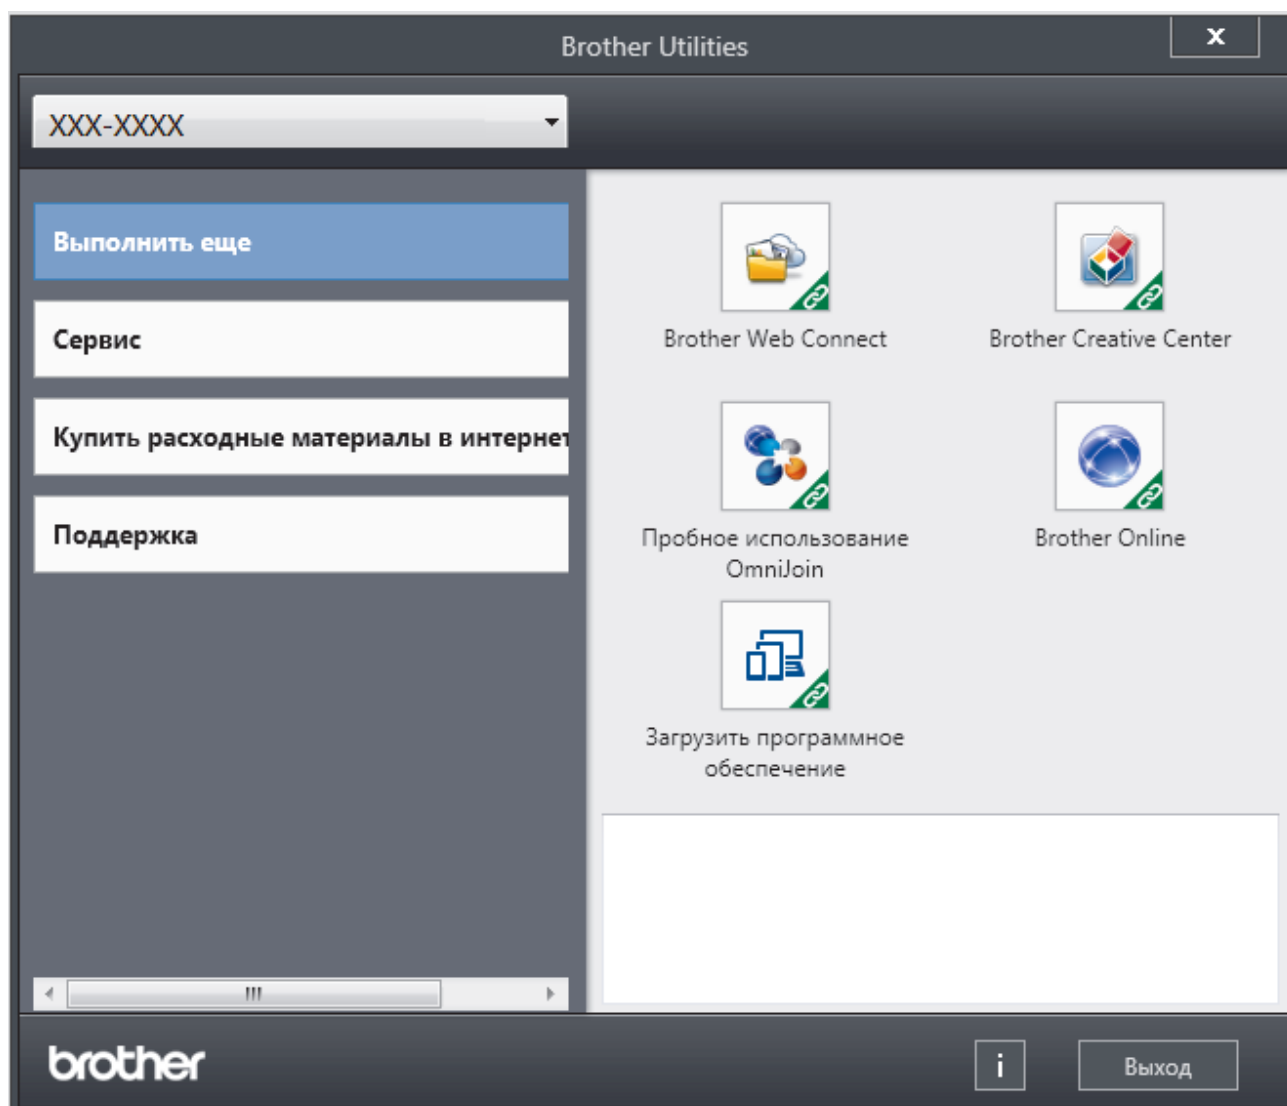 Brother Utilities
x
XXX-XXXX
Выполнить еще
Сервис
Купить расходные материалы в интернет
Поддержка
Brother Web Connect
Brother Creative Center
Пробное использование
OmniJoin
Brother Online
Загрузить программное
обеспечение
brother
i
Выход